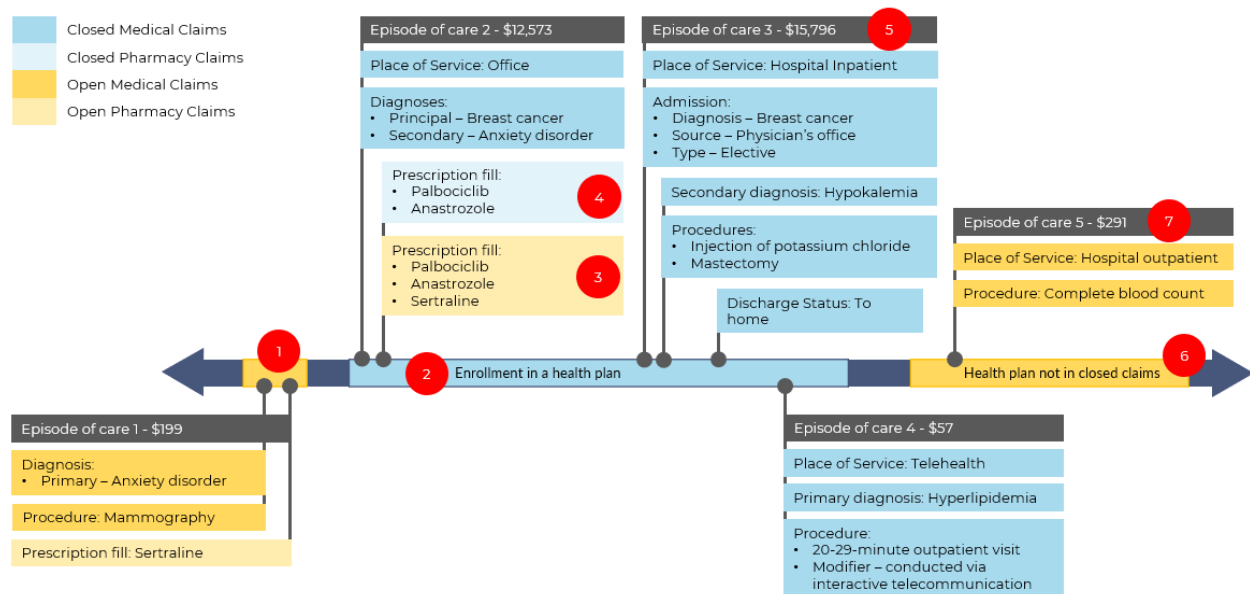 Closed Medical Claims
Closed Pharmacy Claims
Open Medical Claims
Open Pharmacy Claims
Episode of care 2 - $12,573
Place of Service: Office
Diagnoses:
• Principal – Breast cancer
• Secondary – Anxiety disorder
Prescription fill:
• Palbociclib
• Anastrozole
4
Prescription fill:
• Palbociclib
• Anastrozole
• Sertraline
3
Episode of care 3 - $15,796
5
Place of Service: Hospital Inpatient
Admission:
• Diagnosis – Breast cancer
• Source – Physician's office
• Type – Elective
Secondary diagnosis: Hypokalemia
Procedures:
• Injection of potassium chloride
• Mastectomy
Discharge Status: To
home
Episode of care 5 - $291
7
Place of Service: Hospital outpatient
Procedure: Complete blood count
1
2
Enrollment in a health plan
Health plan not in closed claims
6
Episode of care 1 - $199
Diagnosis:
• Primary – Anxiety disorder
Procedure: Mammography
Prescription fill: Sertraline
Episode of care 4 - $57
Place of Service: Telehealth
Primary diagnosis: Hyperlipidemia
Procedure:
• 20-29-minute outpatient visit
• Modifier – conducted via
interactive telecommunication